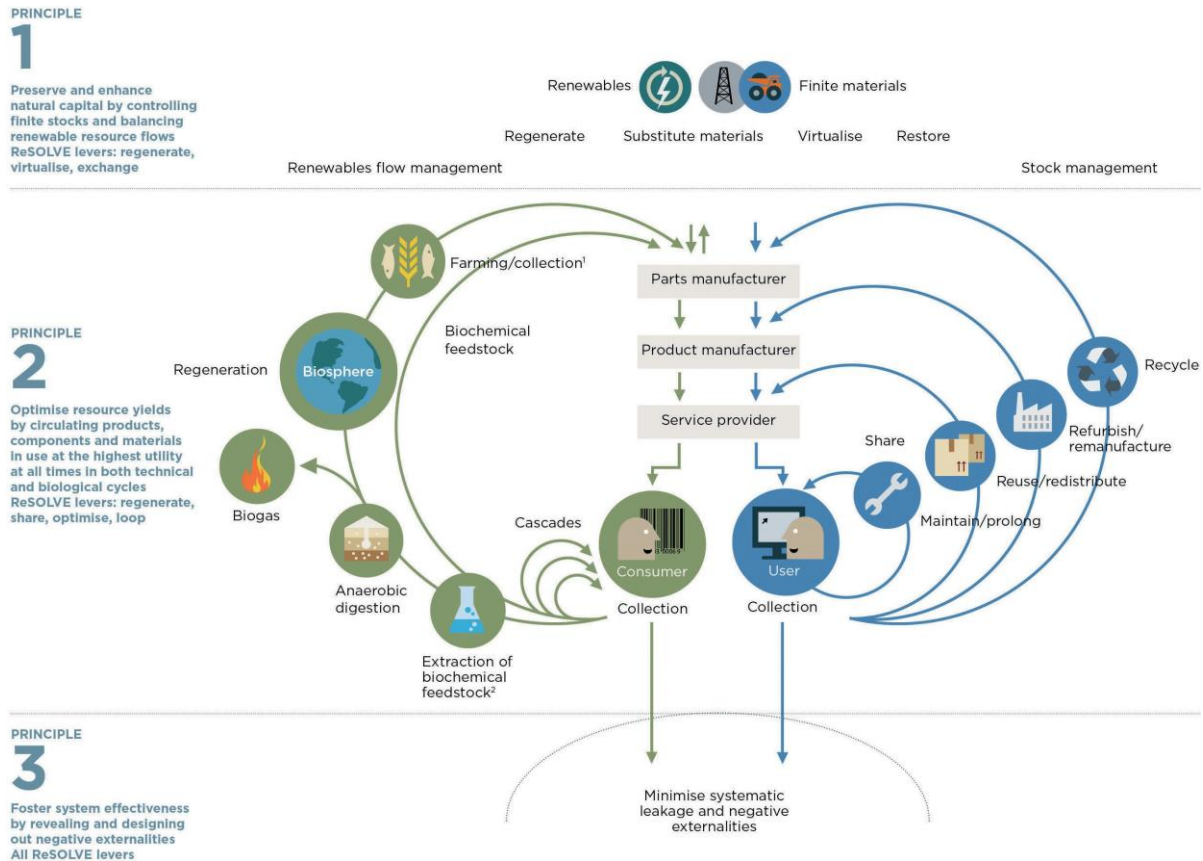 PRINCIPLE
1
Preserve and enhance
natural capital by controlling
finite stocks and balancing
renewable resource flows
ReSOLVE levers: regenerate,
virtualise, exchange
Renewables
Finite materials
Regenerate
Substitute materials
Virtualise
Restore
Renewables flow management
Stock management
PRINCIPLE
2
Optimise resource yields
by circulating products,
components and materials
in use at the highest utility
at all times in both technical
and biological cycles
ReSOLVE levers: regenerate,
share, optimise, loop
Farming/collection¹
Biochemical
feedstock
Regeneration
Biosphere
Biogas
Anaerobic
digestion
Extraction of
biochemical
feedstock²
Cascades
Parts manufacturer
Product manufacturer
Service provider
Consumer
Collection
User
Collection
Share
Maintain/prolong
Reuse/redistribute
Refurbish/
remanufacture
Recycle
PRINCIPLE
3
Foster system effectiveness
by revealing and designing
out negative externalities
All ReSOLVE levers
Minimise systematic
leakage and negative
externalities